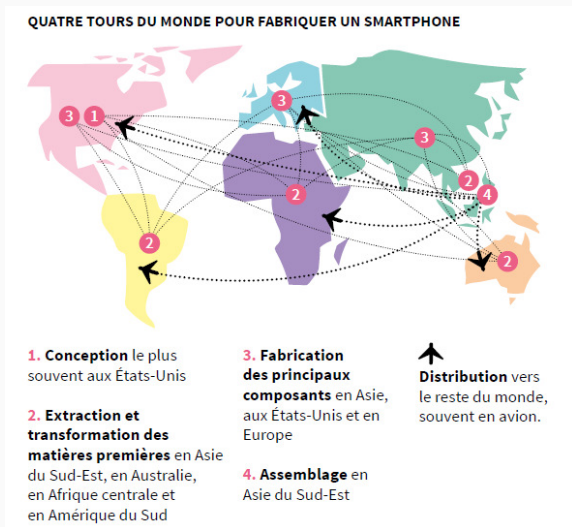 QUATRE TOURS DU MONDE POUR FABRIQUER UN SMARTPHONE
3
1
3
3
2
4
2
2
2
1. Conception le plus
souvent aux États-Unis
2. Extraction et
transformation des
matières premières en Asie
du Sud-Est, en Australie,
en Afrique centrale et
en Amérique du Sud
3. Fabrication
des principaux
composants en Asie,
aux États-Unis et en
Europe
4. Assemblage en
Asie du Sud-Est
Distribution vers
le reste du monde,
souvent en avion.